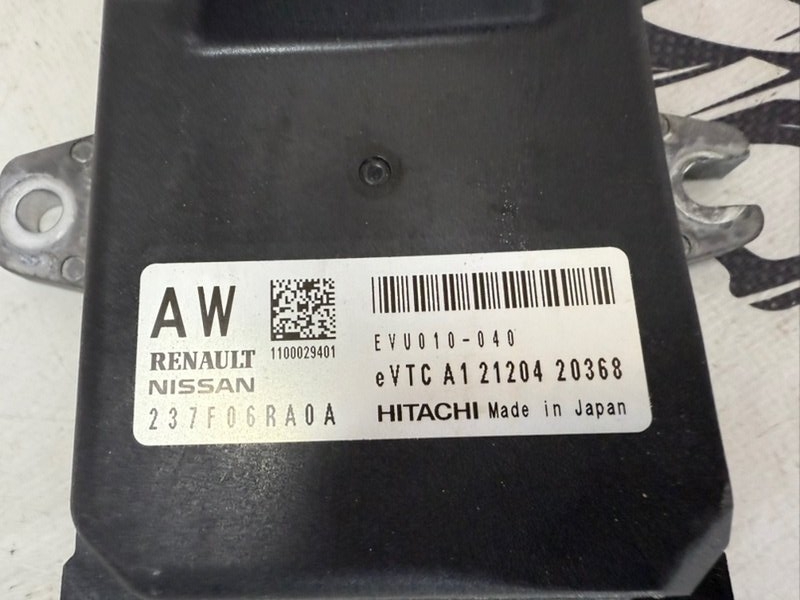 AW
1100029401
RENAULT
NISSAN
237F06RA0A
EVU010-040
eVTC A1 21204 20368
HITACHI Made in Japan